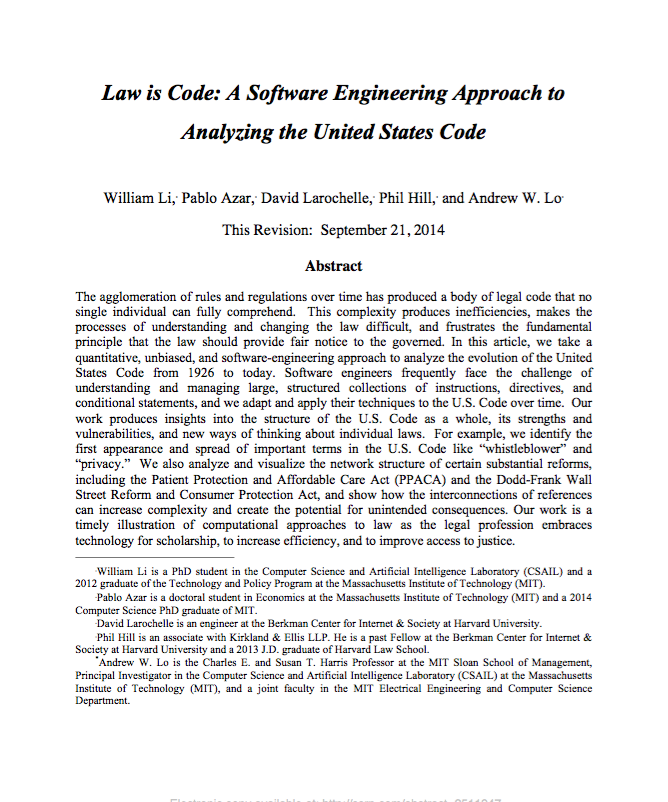 Law is Code: A Software Engineering Approach to
Analyzing the United States Code
William Li, Pablo Azar, David Larochelle, Phil Hill, and Andrew W. Lo
This Revision: September 21, 2014
Abstract
The agglomeration of rules and regulations over time has produced a body of legal code that no
single individual can fully comprehend. This complexity produces inefficiencies, makes the
processes of understanding and changing the law difficult, and frustrates the fundamental
principle that the law should provide fair notice to the governed. In this article, we take a
quantitative, unbiased, and software-engineering approach to analyze the evolution of the United
States Code from 1926 to today. Software engineers frequently face the challenge of
understanding and managing large, structured collections of instructions, directives, and
conditional statements, and we adapt and apply their techniques to the U.S. Code over time. Our
work produces insights into the structure of the U.S. Code as a whole, its strengths and
vulnerabilities, and new ways of thinking about individual laws. For example, we identify the
first appearance and spread of important terms in the U.S. Code like “whistleblower” and
“privacy.” We also analyze and visualize the network structure of certain substantial reforms,
including the Patient Protection and Affordable Care Act (PPACA) and the Dodd-Frank Wall
Street Reform and Consumer Protection Act, and show how the interconnections of references
can increase complexity and create the potential for unintended consequences. Our work is a
timely illustration of computational approaches to law as the legal profession embraces
technology for scholarship, to increase efficiency, and to improve access to justice.
William Li is a PhD student in the Computer Science and Artificial Intelligence Laboratory (CSAIL) and a
2012 graduate of the Technology and Policy Program at the Massachusetts Institute of Technology (MIT).
Pablo Azar is a doctoral student in Economics at the Massachusetts Institute of Technology (MIT) and a 2014
Computer Science PhD graduate of MIT.
David Larochelle is an engineer at the Berkman Center for Internet & Society at Harvard University.
Phil Hill is an associate with Kirkland & Ellis LLP. He is a past Fellow at the Berkman Center for Internet &
Society at Harvard University and a 2013 J.D. graduate of Harvard Law School.
*Andrew W. Lo is the Charles E. and Susan T. Harris Professor at the MIT Sloan School of Management,
Principal Investigator in the Computer Science and Artificial Intelligence Laboratory (CSAIL) at the Massachusetts
Institute of Technology (MIT), and a joint faculty in the MIT Electrical Engineering and Computer Science
Department.